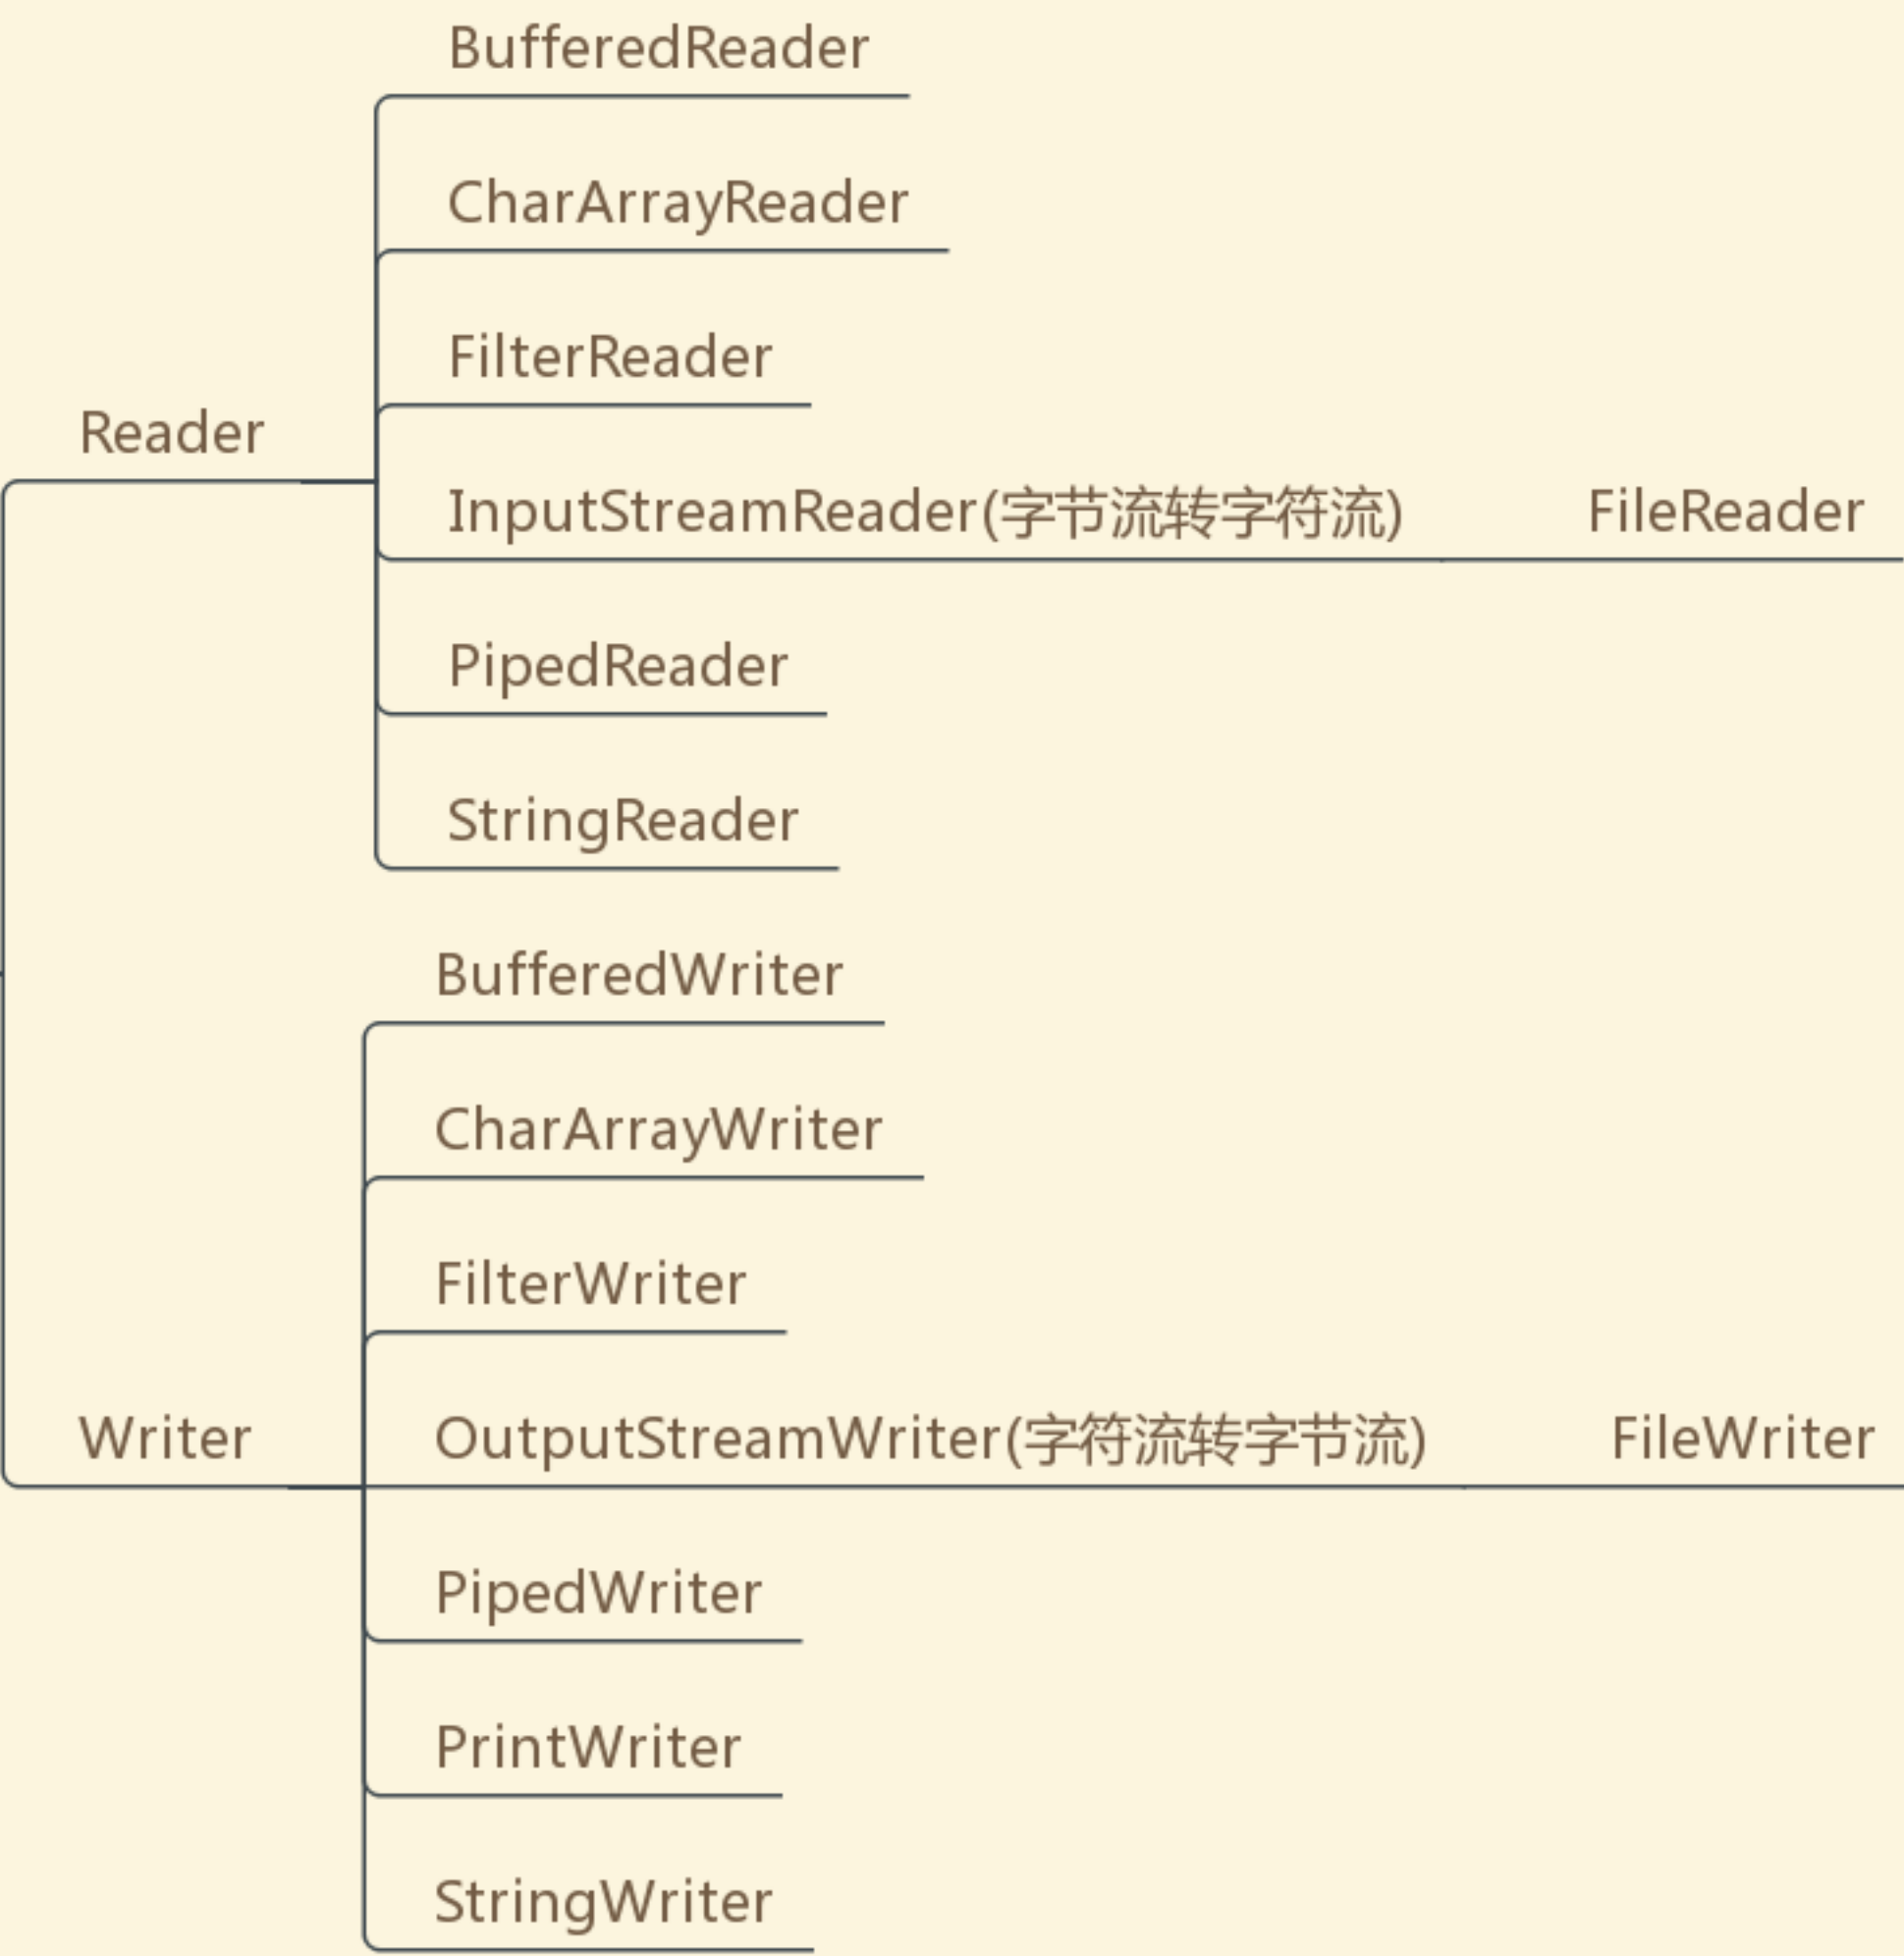 BufferedReader
CharArrayReader
FilterReader
Reader
InputStreamReader(字节流转字符流) FileReader
PipedReader
StringReader
BufferedWriter
CharArrayWriter
FilterWriter
Writer OutputStreamWriter(字符流转字节流) FileWriter
PipedWriter
PrintWriter
StringWriter